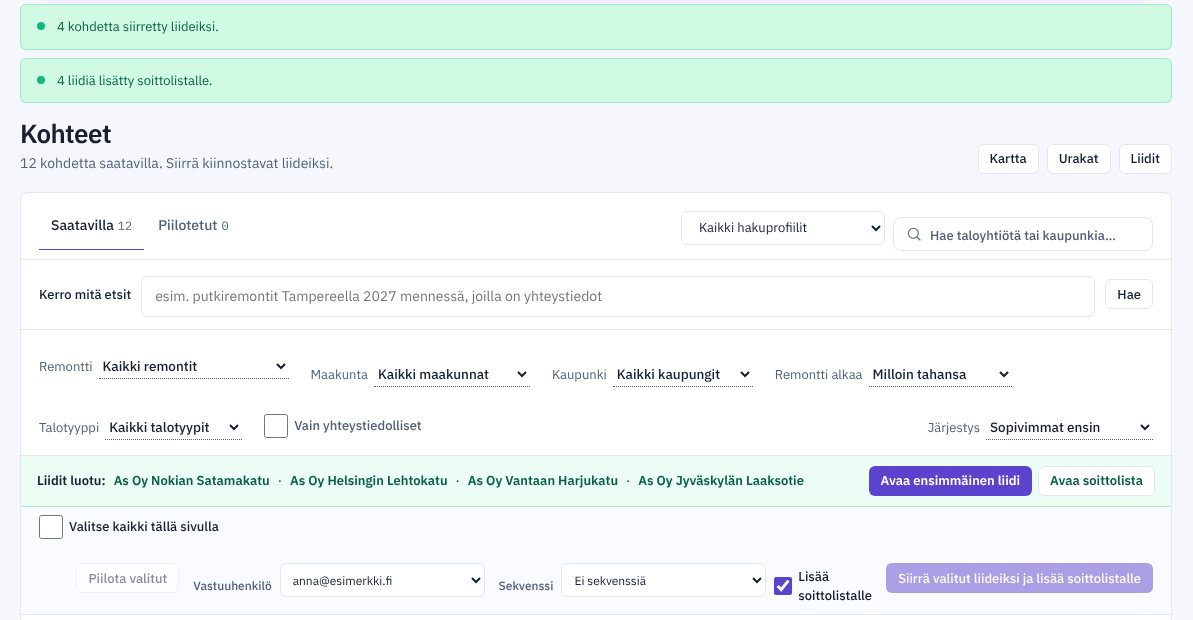 4 kohdetta siirretty liideiksi.
4 liidiä lisätty soittolistalle.
Kohteet
12 kohdetta saatavilla. Siirrä kiinnostavat liideiksi.
Kartta
Urakat
Liidit
Saatavilla 12
Piilotetut 0
Kaikki hakuprofiilit
Hae taloyhtiötä tai kaupunkia...
Kerro mitä etsit
esim. putkiremontit Tampereella 2027 mennessä, joilla on yhteystiedot
Hae
Remontti Kaikki remontit
Maakunta Kaikki maakunnat
Kaupunki Kaikki kaupungit
Remontti alkaa Milloin tahansa
Talotyyppi Kaikki talotyypit
Vain yhteystiedolliset
Järjestys Sopivimmat ensin
Liidit luotu: As Oy Nokian Satamakatu · As Oy Helsingin Lehtokatu · As Oy Vantaan Harjukatu · As Oy Jyväskylän Laaksotie
Avaa ensimmäinen liidi
Avaa soittolista
Valitse kaikki tällä sivulla
Piilota valitut
Vastuuhenkilö anna@esimerkki.fi
Sekvenssi Ei sekvenssiä
Lisää
soittolistalle
Siirrä valitut liideiksi ja lisää soittolistalle